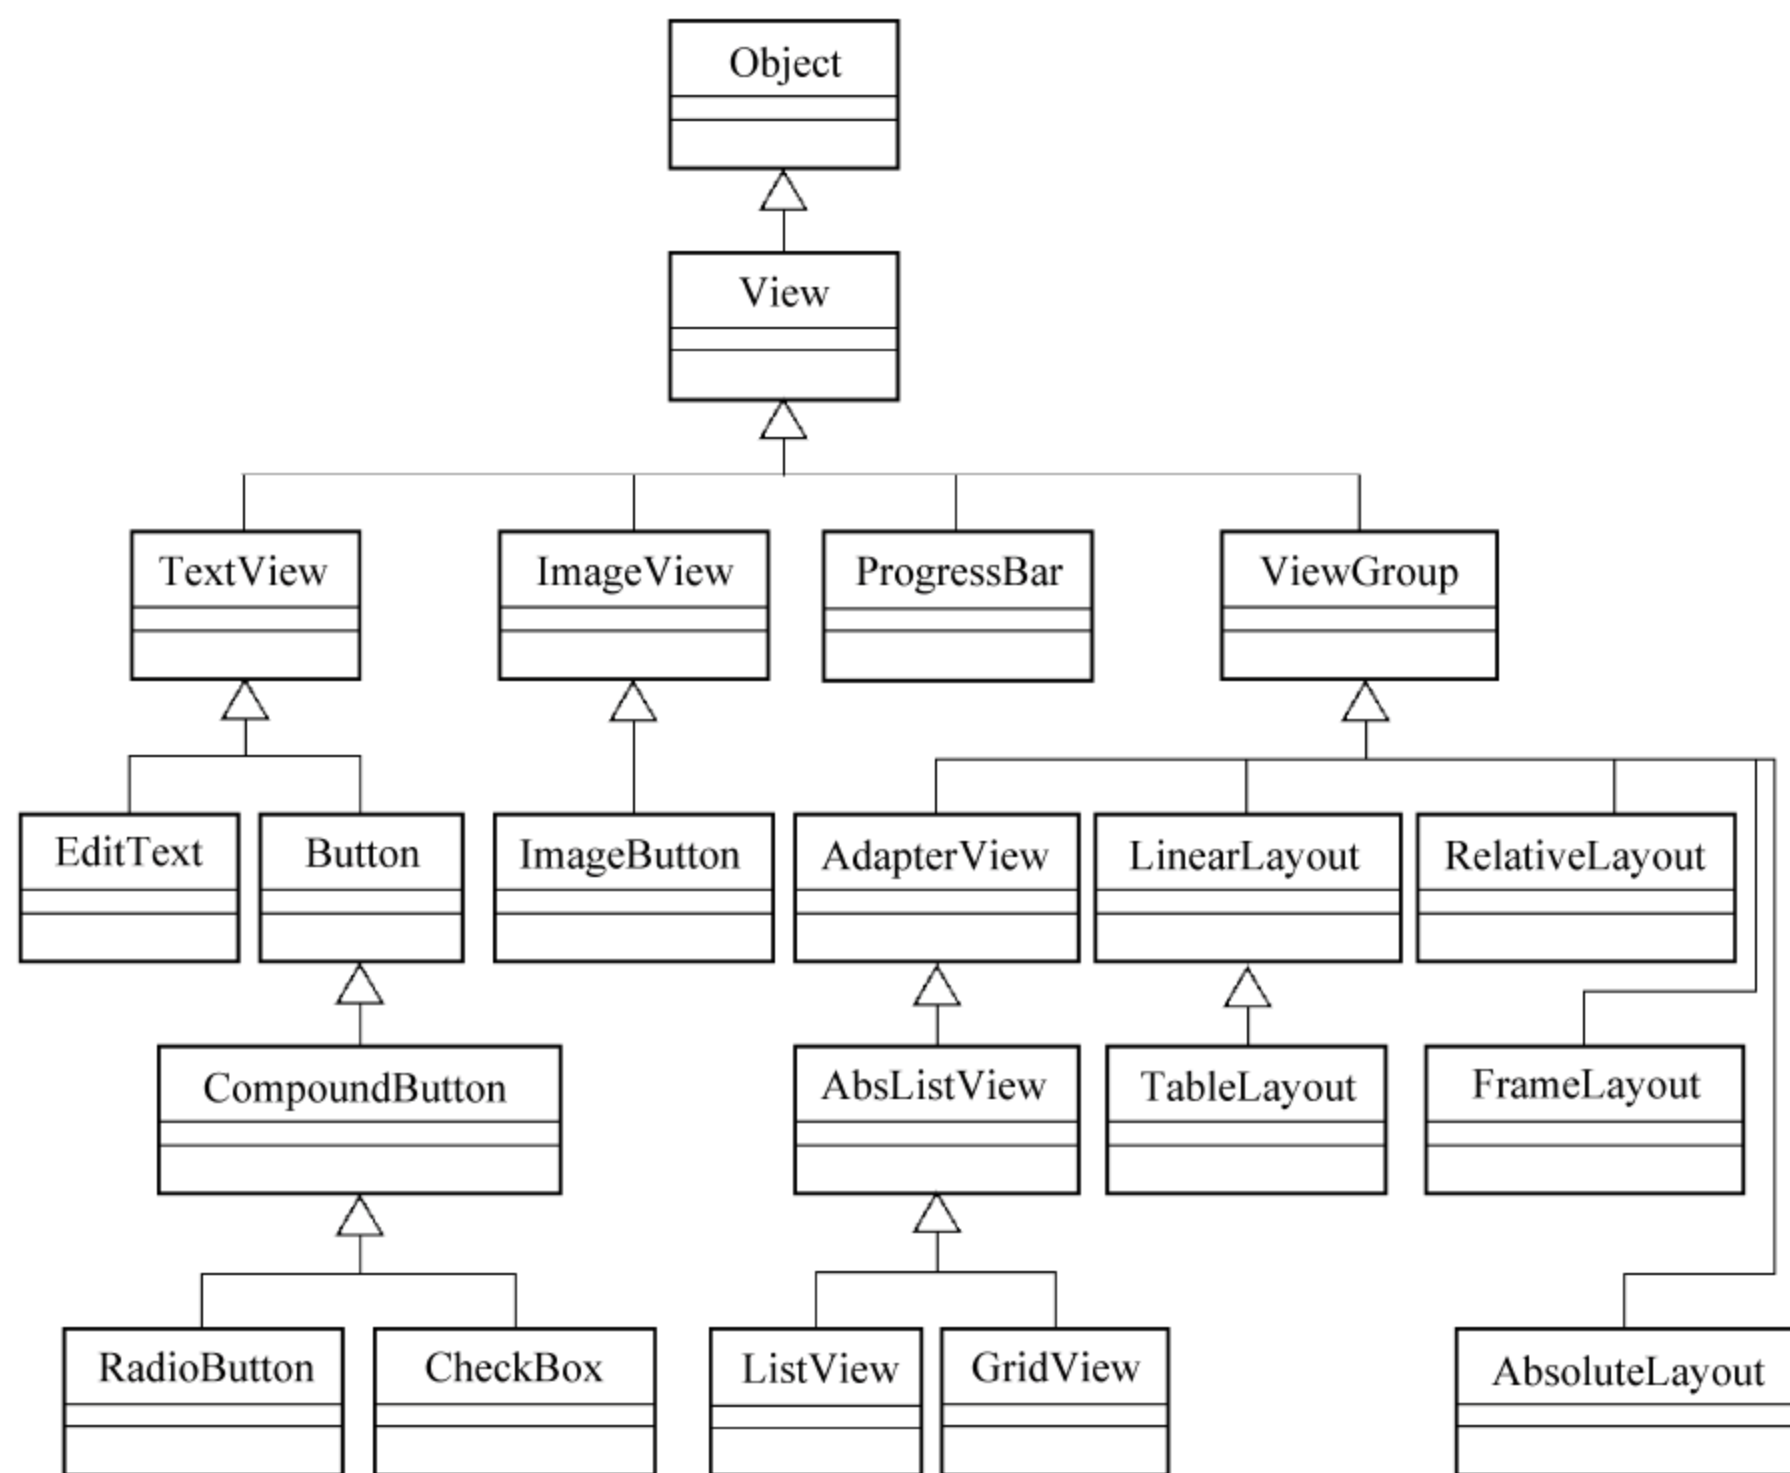 Object
View
TextView
ImageView
ProgressBar
ViewGroup
EditText
Button
ImageButton
AdapterView
LinearLayout
RelativeLayout
CompoundButton
AbsListView
TableLayout
FrameLayout
RadioButton
CheckBox
ListView
GridView
AbsoluteLayout